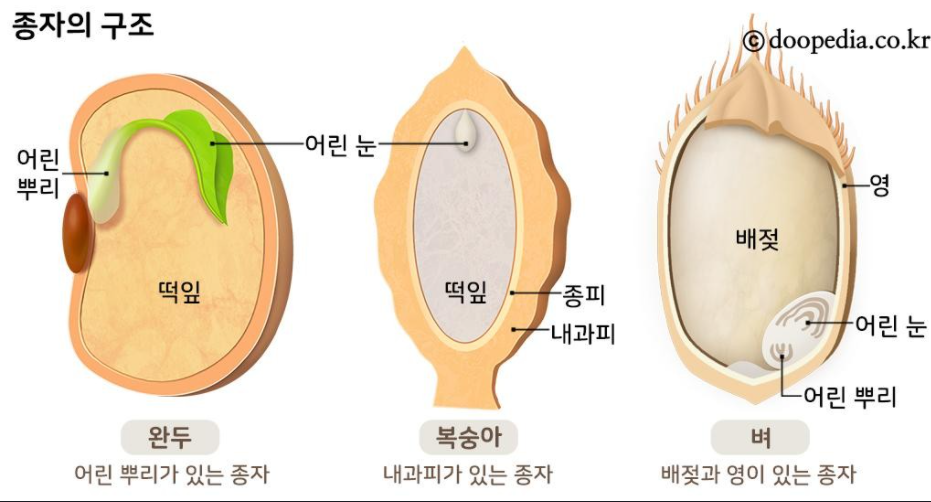 종자의 구조
ⓒ doopedia.co.kr
어린
뿌리
어린 눈
떡잎
떡잎
종피
내과피
영
배젖
어린 눈
어린 뿌리
완두
어린 뿌리가 있는 종자
복숭아
내과피가 있는 종자
벼
배젖과 영이 있는 종자